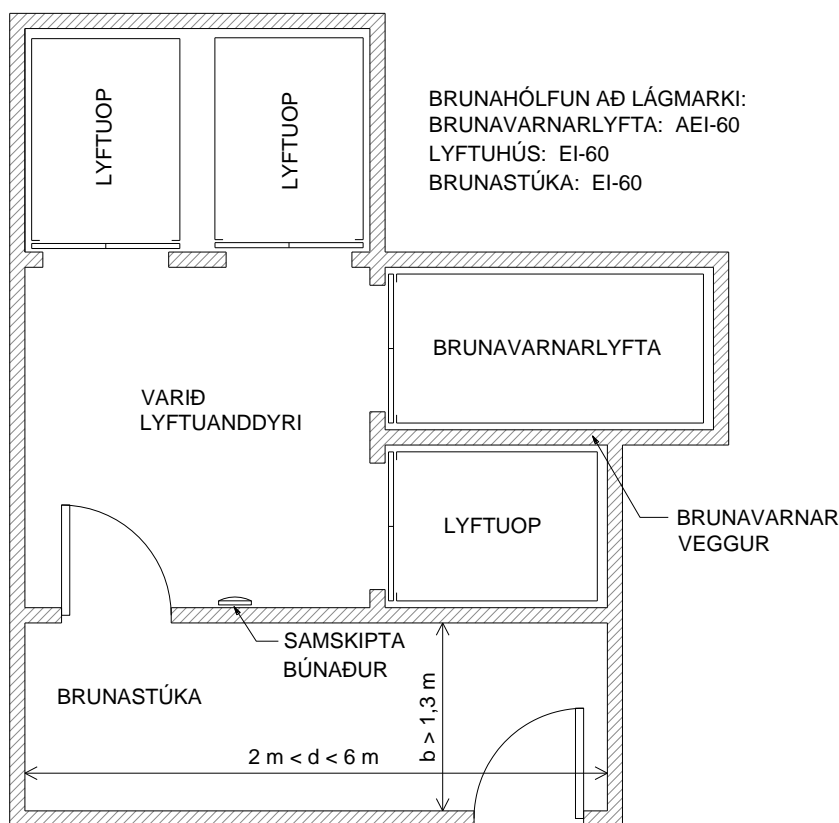 BRUNAHÓLFUN AÐ LÁGMARKI:
BRUNAVARNARLYFTA: AEI-60
LYFTUHÚS: EI-60
BRUNASTÚKA: EI-60
LYFTUOP
LYFTUOP
BRUNAVARNARLYFTA
VARIÐ
LYFTUANDDYRI
LYFTUOP
BRUNAVARNAR
VEGGUR
SAMSKIPTA
BÚNAÐUR
BRUNASTÚKA
b > 1,3 m
2 m < d < 6 m